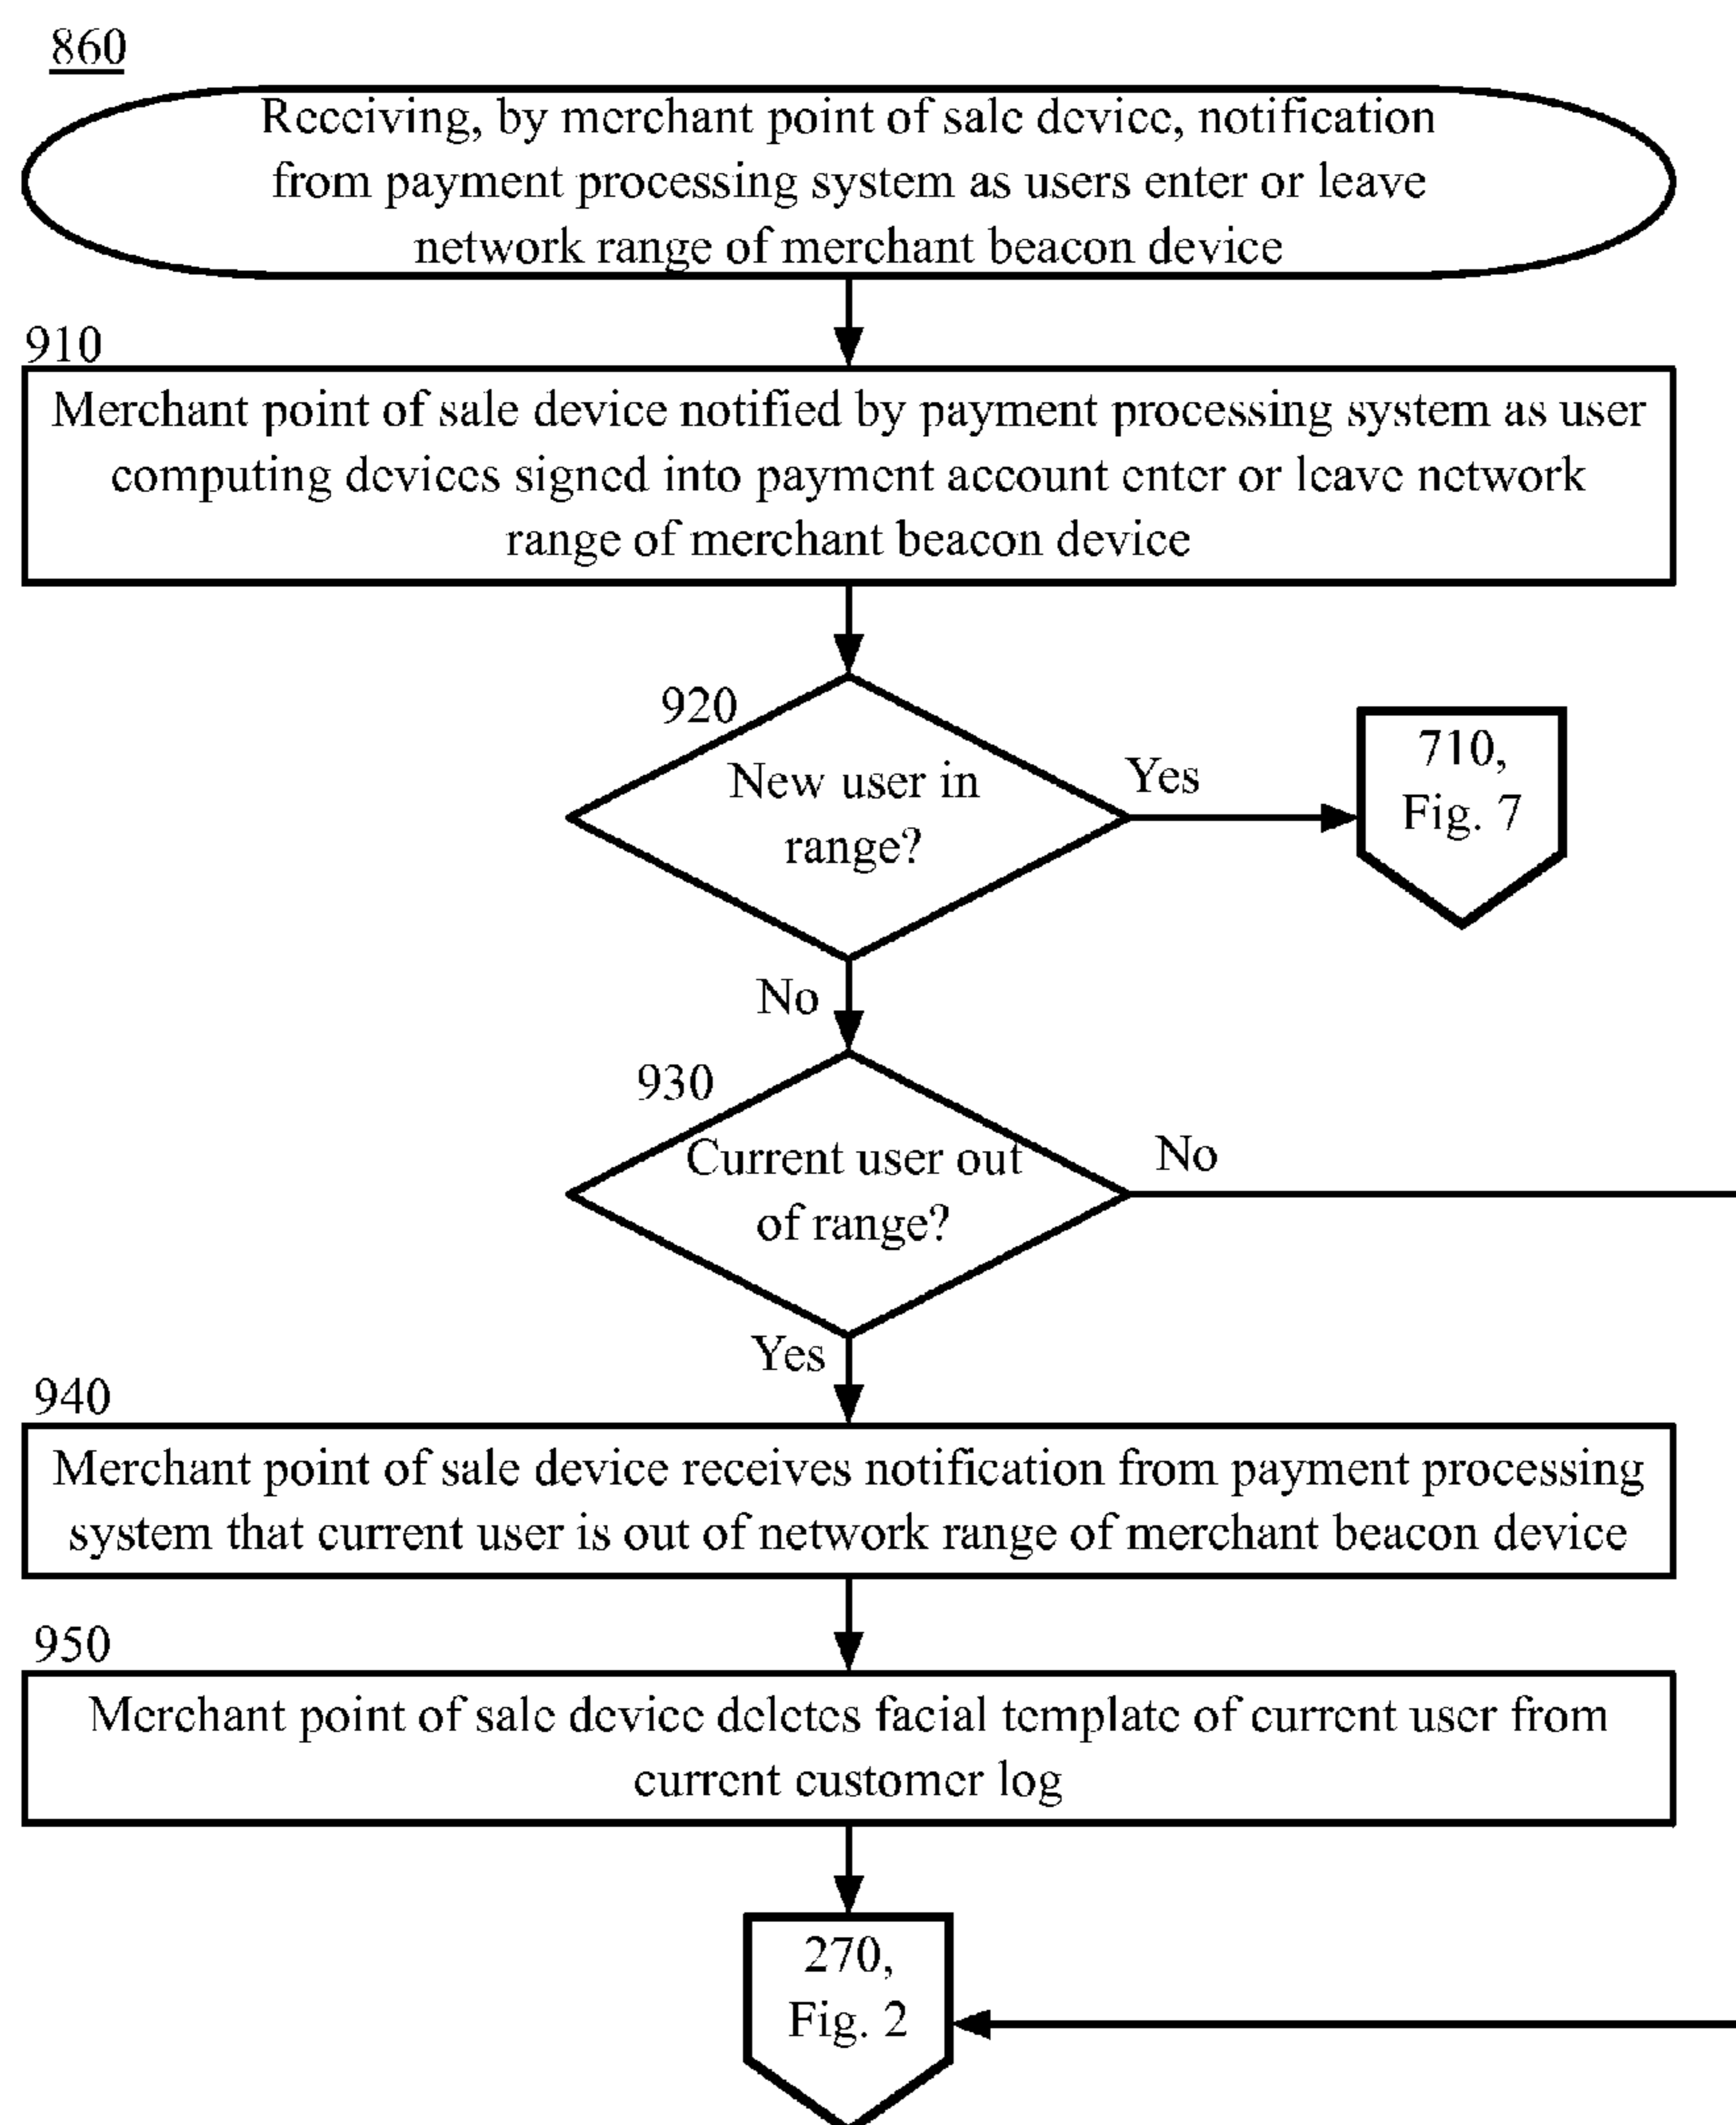 860
Receiving, by merchant point of sale device, notification
from payment processing system as users enter or leave
network range of merchant beacon device
910
Merchant point of sale device notified by payment processing system as user
computing devices signed into payment account enter or leave network
range of merchant beacon device
920
New user in
range?
Yes
710,
Fig. 7
No
930
Current user out
of range?
No
Yes
940
Merchant point of sale device receives notification from payment processing
system that current user is out of network range of merchant beacon device
950
Merchant point of sale device deletes facial template of current user from
current customer log
270,
Fig. 2